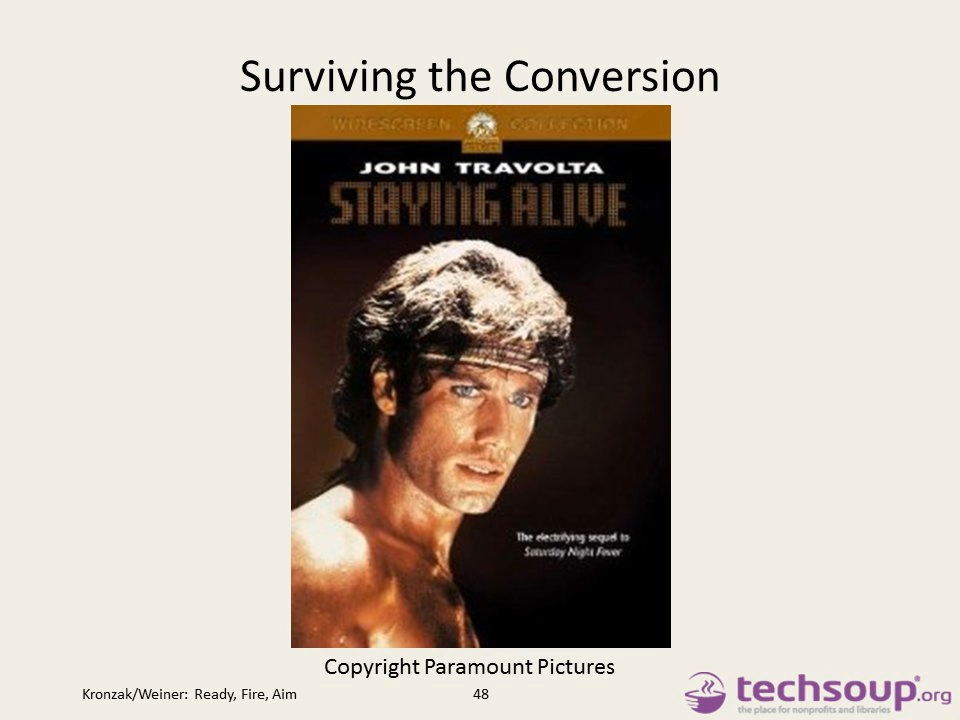 Surviving the Conversion
WIDESCREEN COLLECTION
JOHN TRAVOLTA
STAYING ALIVE
The electrifying sequel to
Saturday Night Fever
Copyright Paramount Pictures
Kronzak/Weiner: Ready, Fire, Aim
48
techsoup.org
the place for nonprofits and libraries